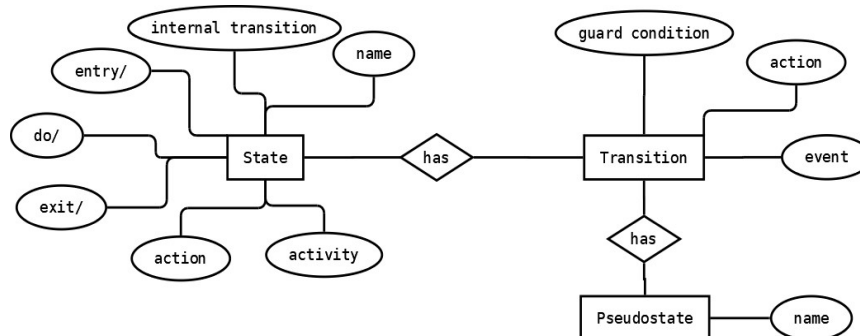 internal transition
guard condition
name
entry/
action
do/
State
has
Transition
event
exit/
has
action
activity
Pseudostate
name